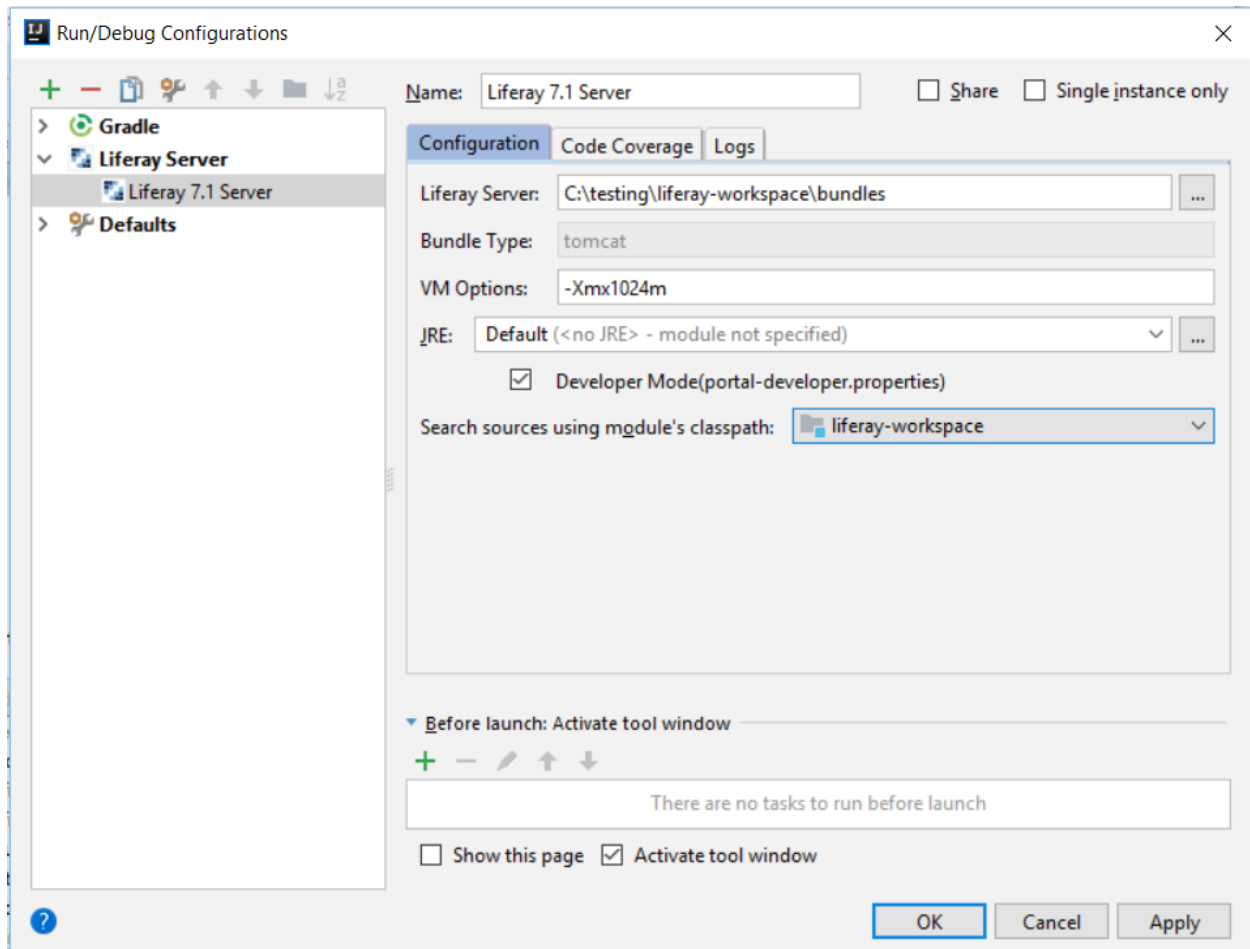 Run/Debug Configurations
Name: Liferay 7.1 Server Share Single instance only
Gradle
Liferay Server
Liferay 7.1 Server
Defaults
Configuration Code Coverage Logs
Liferay Server: C:\testing\liferay-workspace\bundles ...
Bundle Type: tomcat
VM Options: -Xmx1024m
JRE: Default (<no JRE> - module not specified) ...
Developer Mode(portal-developer.properties)
Search sources using module's classpath: liferay-workspace
Before launch: Activate tool window
There are no tasks to run before launch
Show this page Activate tool window
? OK Cancel Apply